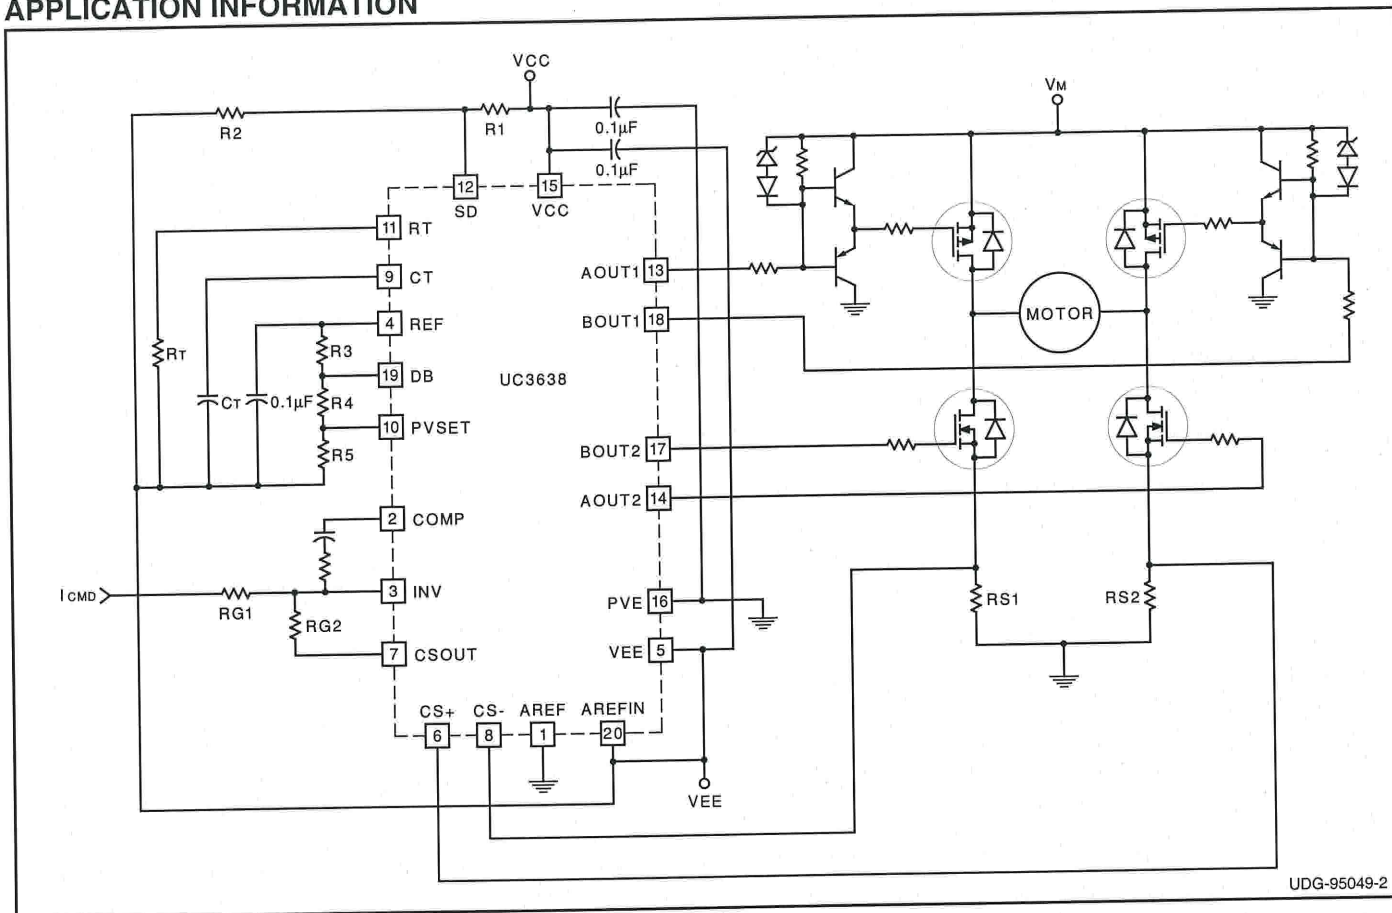 APPLICATION INFORMATION
VCC
R2
R1
0.1µF
0.1µF
VM
12
SD
15
VCC
11 RT
9 CT
4 REF
19 DB
10 PVSET
2 COMP
3 INV
7 CSOUT
UC3638
AOUT1 13
BOUT1 18
BOUT2 17
AOUT2 14
PVE 16
VEE 5
RT
CT
0.1µF
R3
R4
R5
ICMD
RG1
RG2
MOTOR
RS1
RS2
CS+ CS- AREF AREFIN
6 8 1 20
VEE
UDG-95049-2